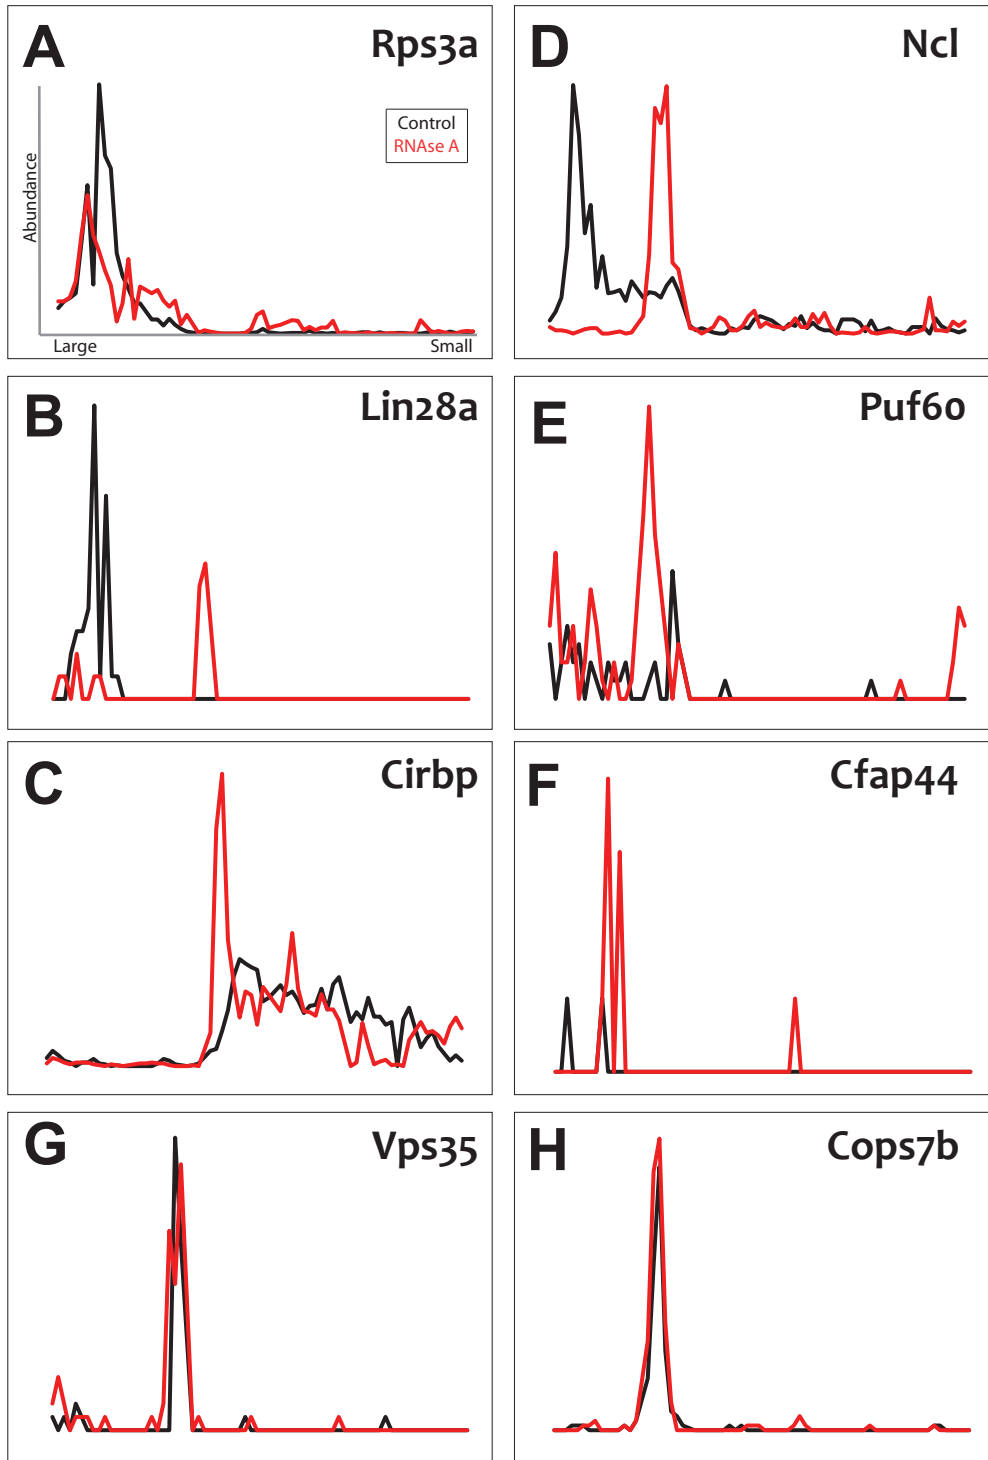 A
Rps3a
Abundance
Control
RNAse A
Large
Small
D
Ncl
B
Lin28a
E
Puf60
C
Cirbp
F
Cfap44
G
Vps35
H
Cops7b